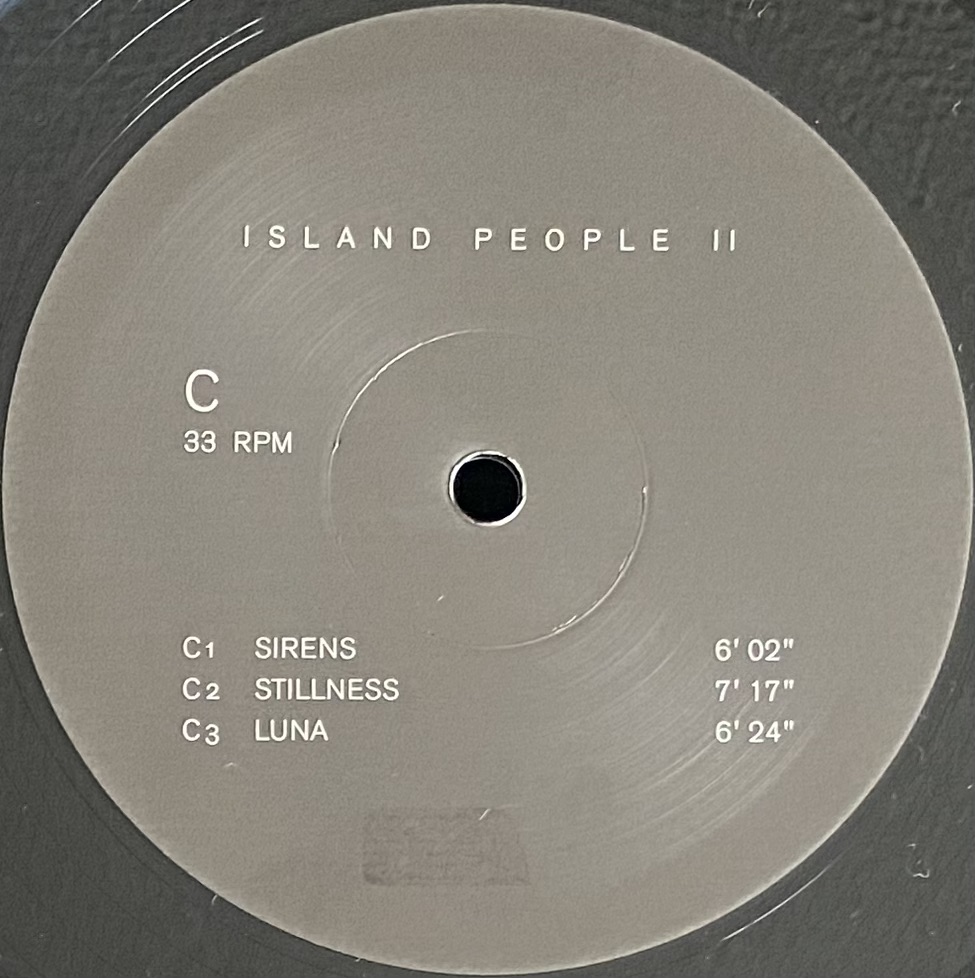 ISLAND PEOPLE II
C
33 RPM
C1 SIRENS 6' 02"
C2 STILLNESS 7' 17"
C3 LUNA 6' 24"